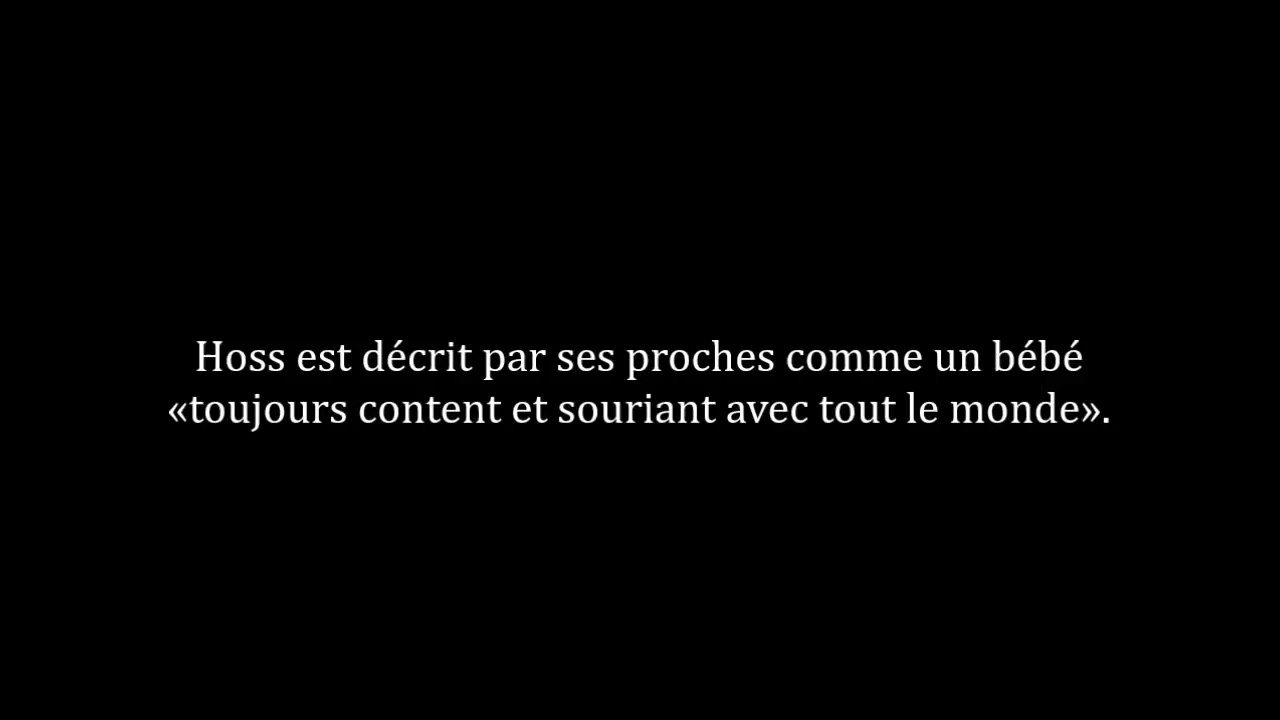 Hoss est décrit par ses proches comme un bébé
«toujours content et souriant avec tout le monde».